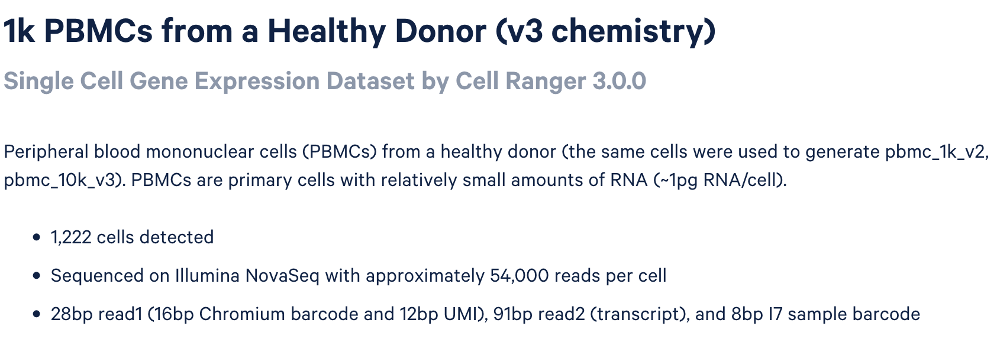 1k PBMCs from a Healthy Donor (v3 chemistry)
Single Cell Gene Expression Dataset by Cell Ranger 3.0.0
Peripheral blood mononuclear cells (PBMCs) from a healthy donor (the same cells were used to generate pbmc_1k_v2,
pbmc_10k_v3). PBMCs are primary cells with relatively small amounts of RNA (~1pg RNA/cell).
• 1,222 cells detected
• Sequenced on Illumina NovaSeq with approximately 54,000 reads per cell
• 28bp read1 (16bp Chromium barcode and 12bp UMI), 91bp read2 (transcript), and 8bp I7 sample barcode